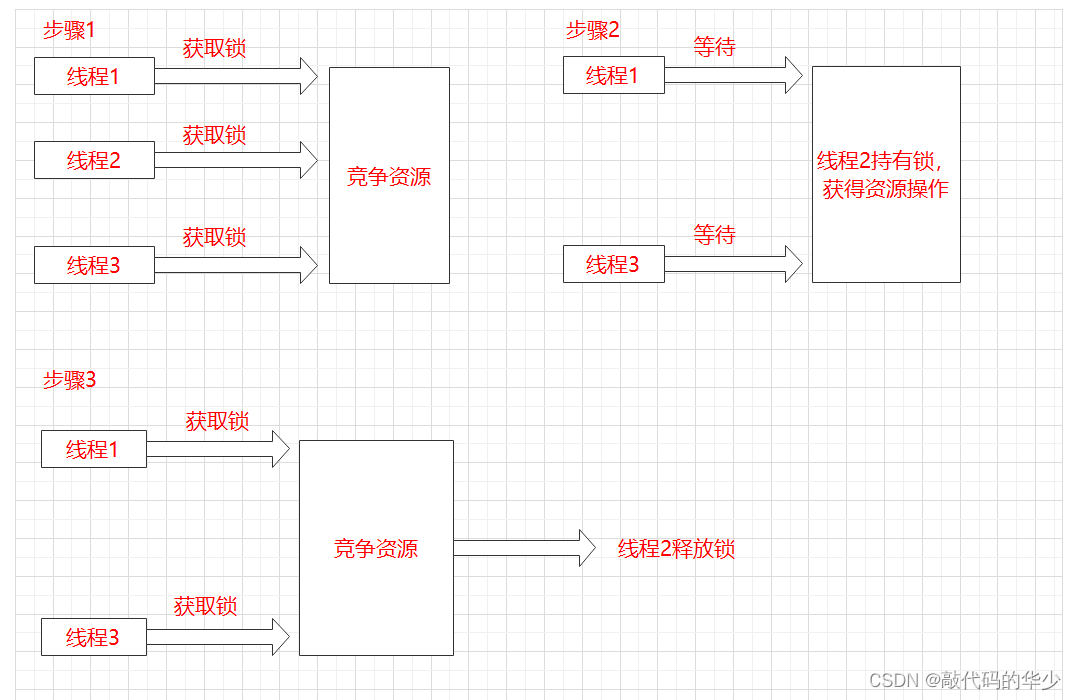 步骤1
获取锁
线程1
获取锁
线程2
竞争资源
获取锁
线程3
步骤2
等待
线程1
线程2持有锁，
获得资源操作
等待
线程3
步骤3
获取锁
线程1
竞争资源
线程2释放锁
获取锁
线程3
CSDN @敲代码的华少